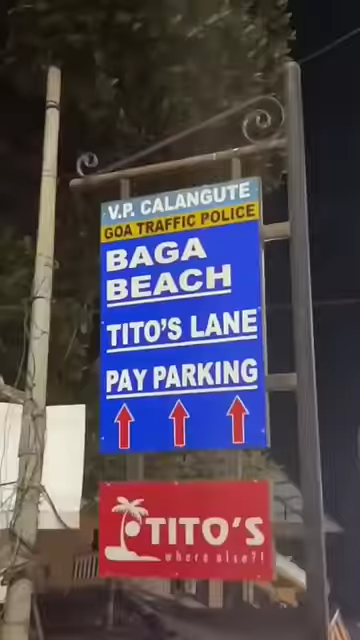 V.P. CALANGUTE
GOA TRAFFIC POLICE
BAGA
BEACH
TITO'S LANE
PAY PARKING
TITO'S
where else?!